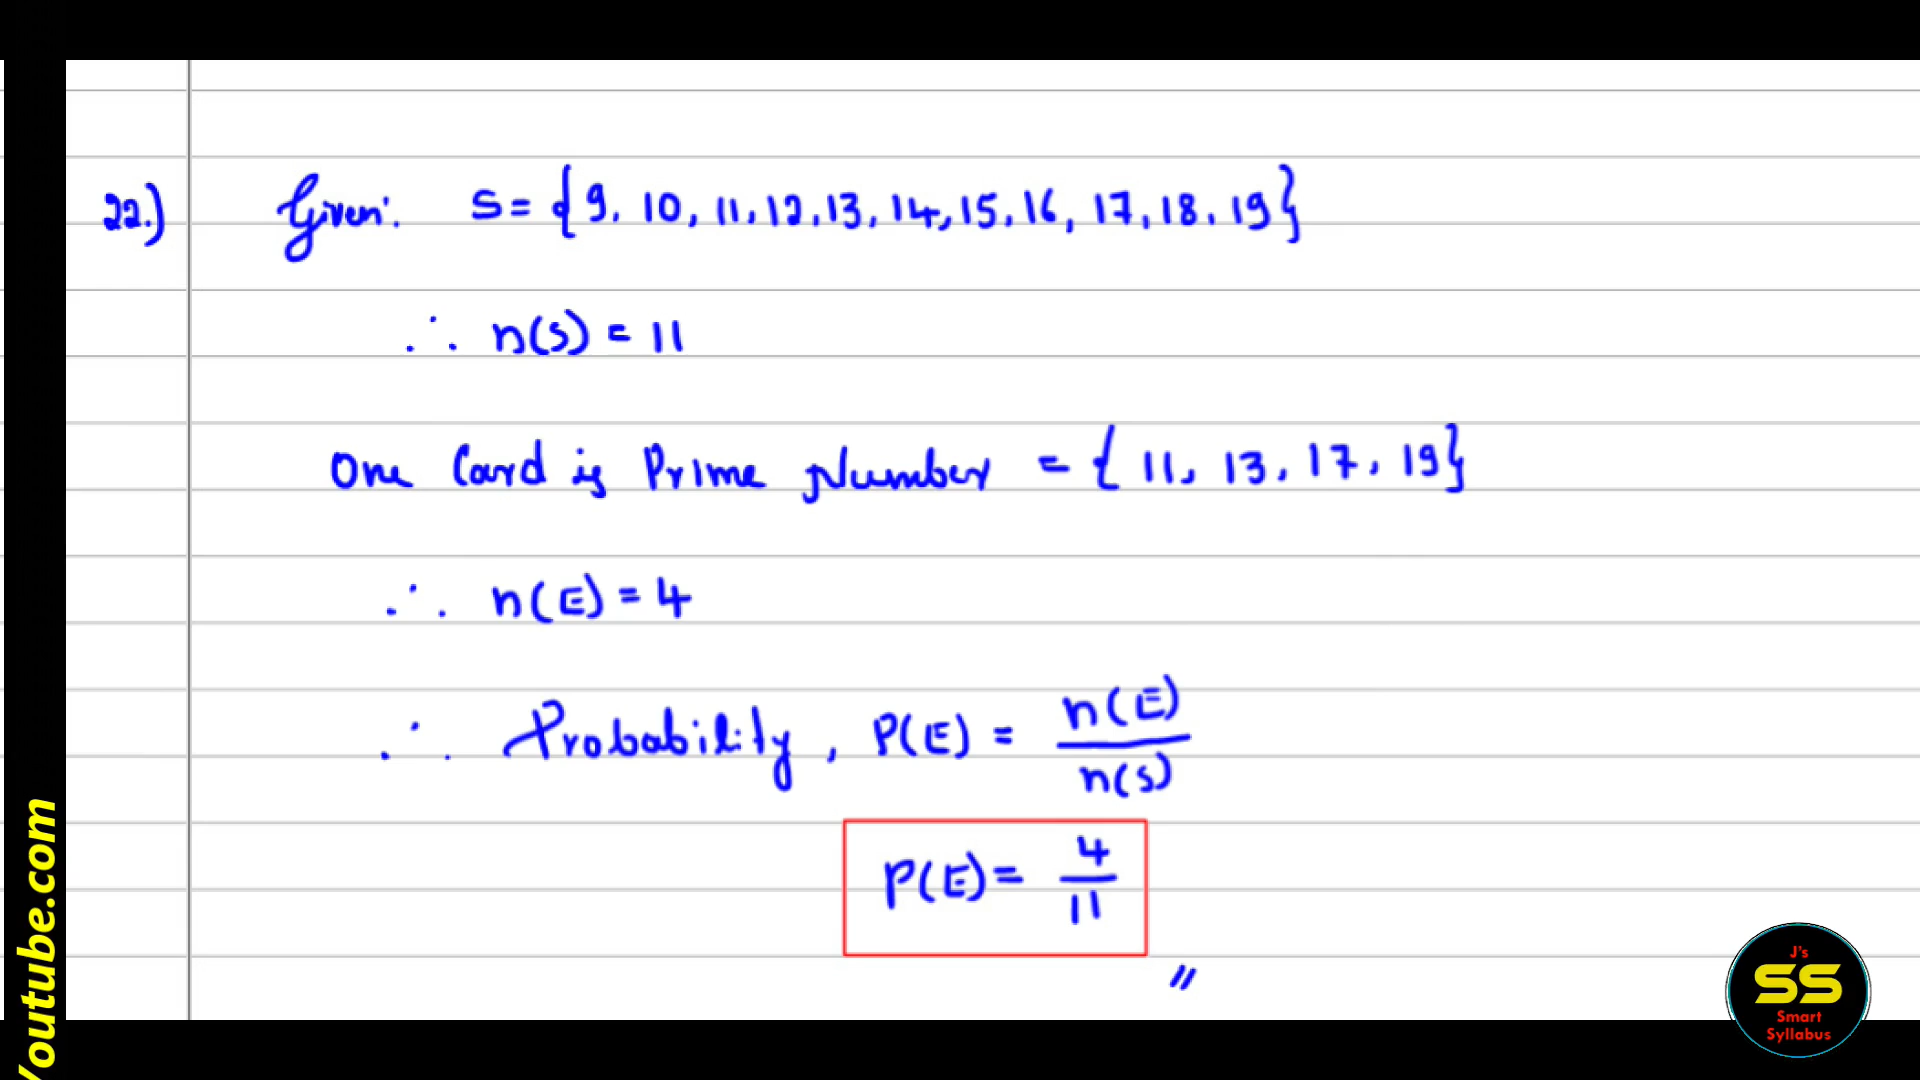 22.) Given: S = {9, 10, 11, 12, 13, 14, 15, 16, 17, 18, 19}
∴ n(S) = 11
One Card is Prime Number = {11, 13, 17, 19}
∴ n(E) = 4
∴ Probability, P(E) = n(E)/n(S)
P(E) = 4/11
Youtube.com
J's
SS
Smart
Syllabus